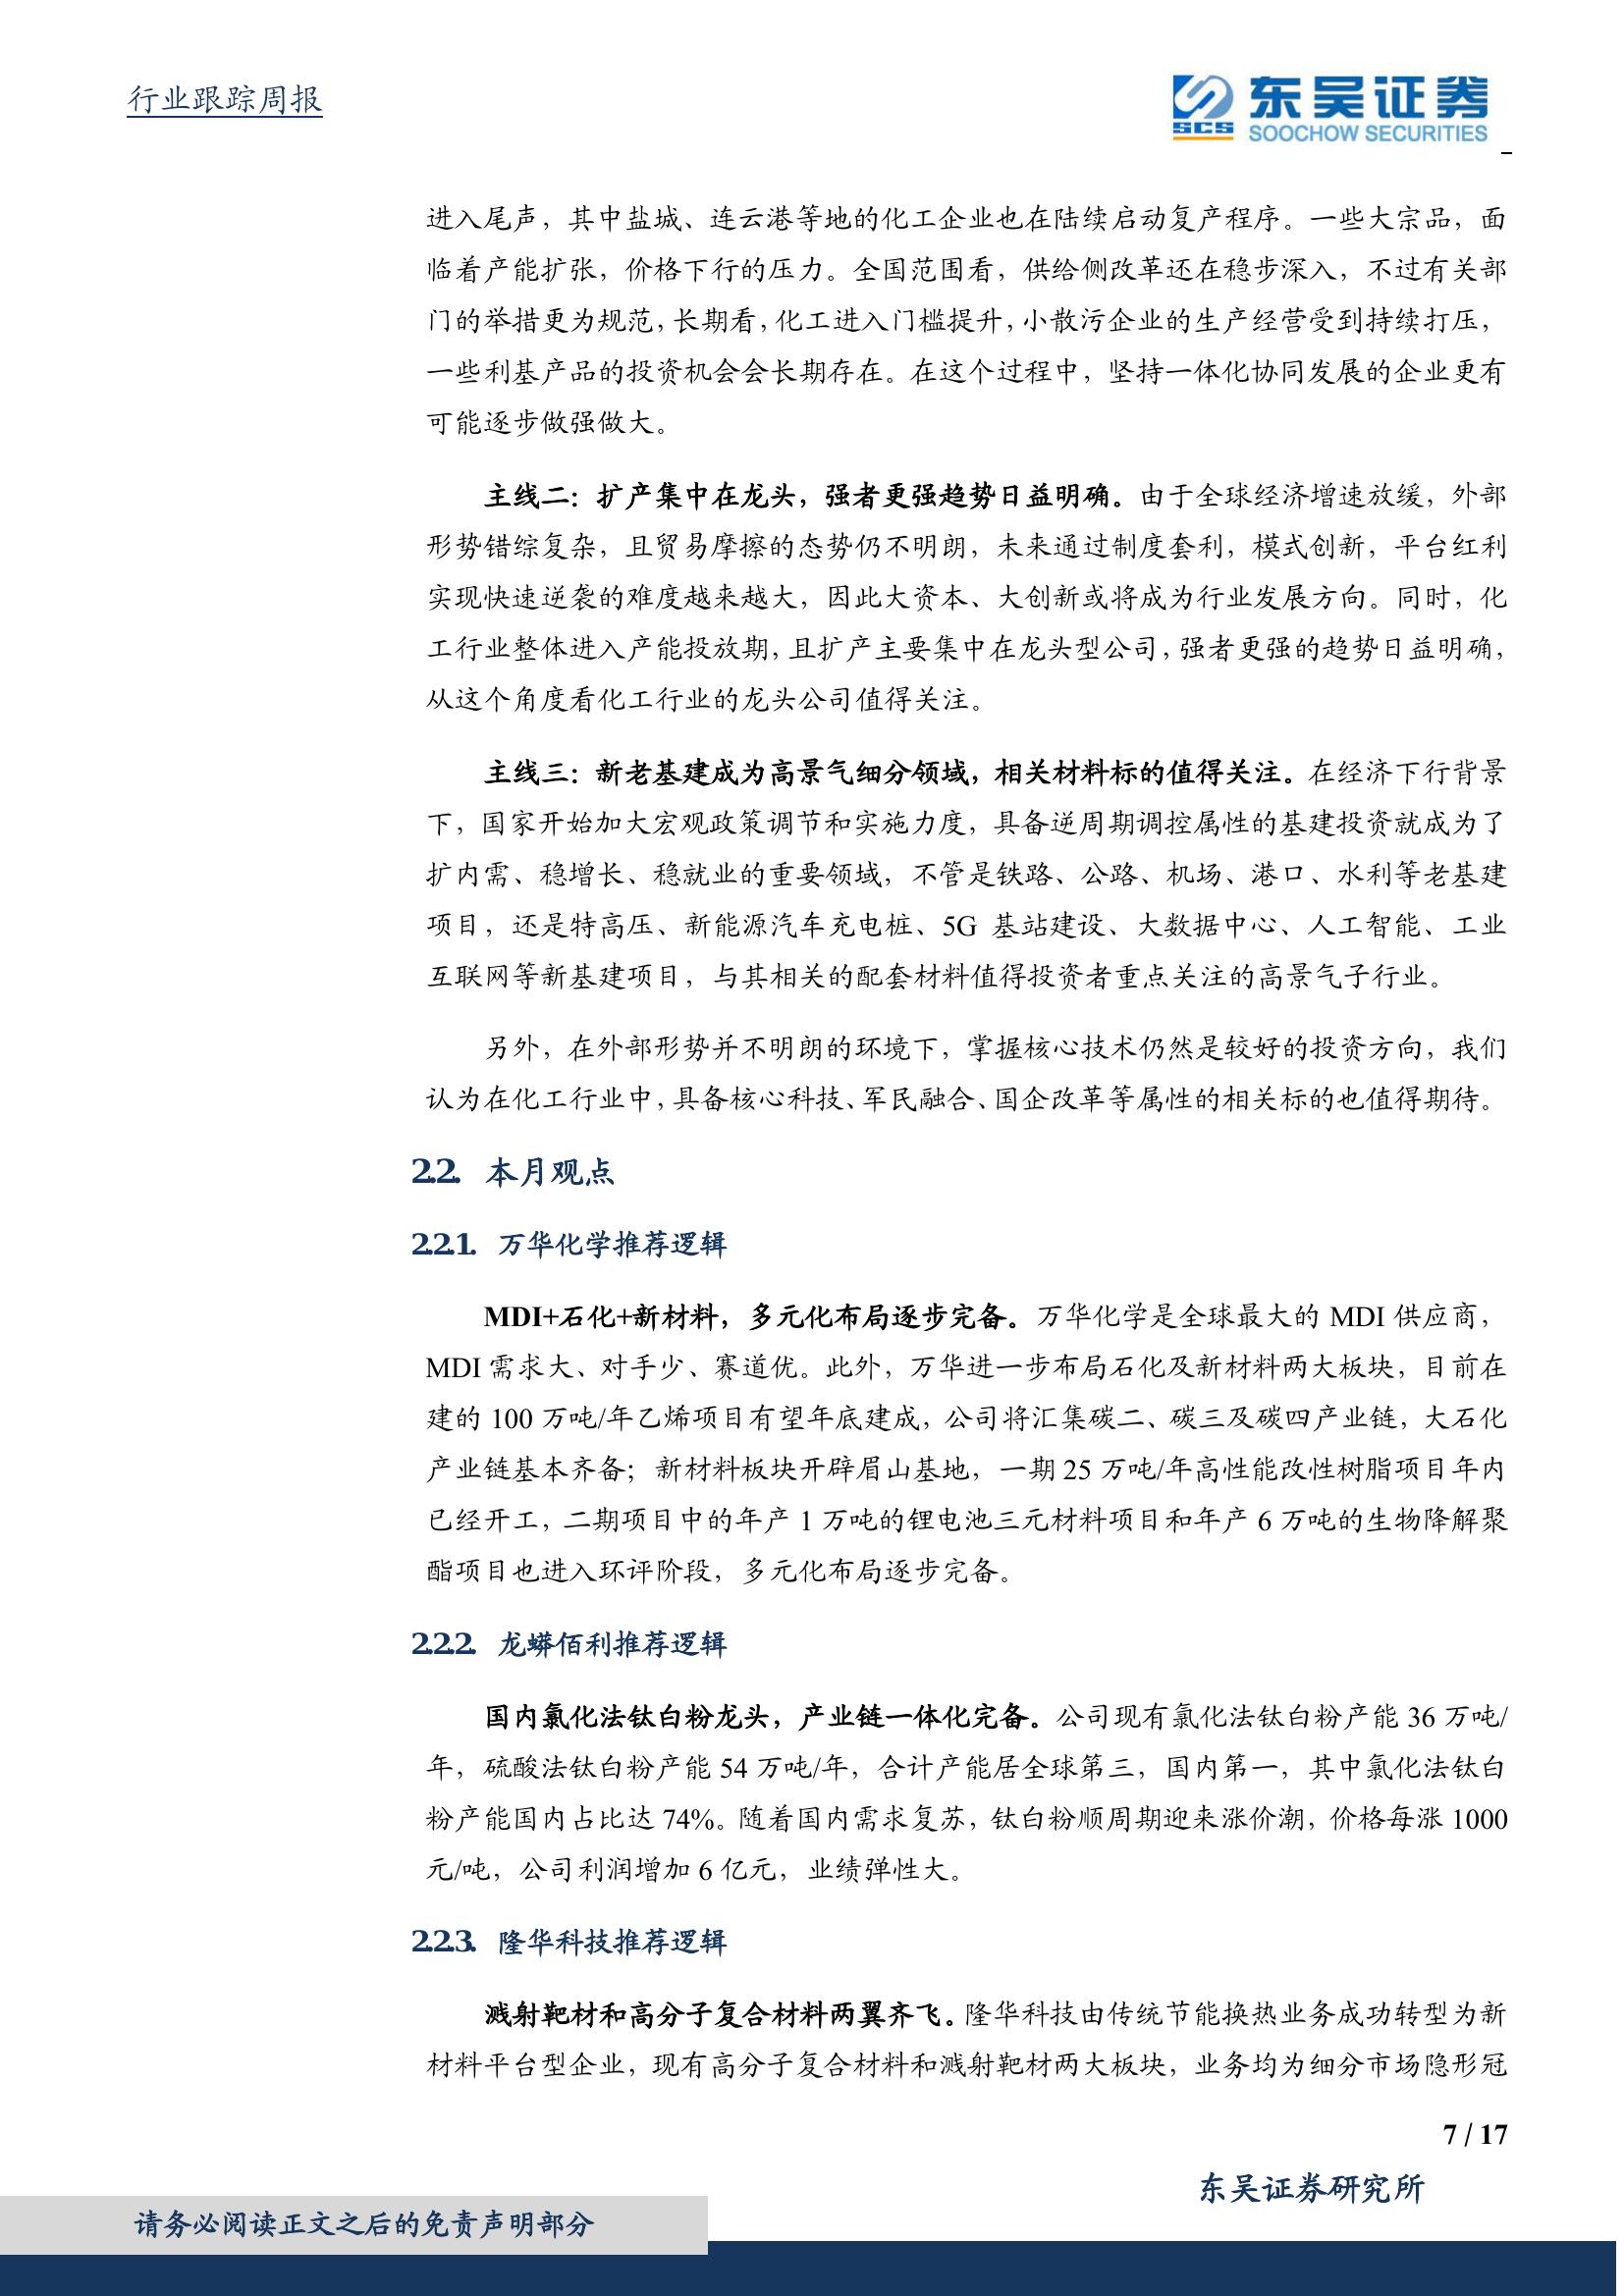 行业跟踪周报
SCS
东吴证券
SOOCHOW SECURITIES
进入尾声，其中盐城、连云港等地的化工企业也在陆续启动复产程序。一些大宗品，面
临着产能扩张，价格下行的压力。全国范围看，供给侧改革还在稳步深入，不过有关部
门的举措更为规范，长期看，化工进入门槛提升，小散污企业的生产经营受到持续打压，
一些利基产品的投资机会会长期存在。在这个过程中，坚持一体化协同发展的企业更有
可能逐步做强做大。
主线二：扩产集中在龙头，强者更强趋势日益明确。由于全球经济增速放缓，外部
形势错综复杂，且贸易摩擦的态势仍不明朗，未来通过制度套利，模式创新，平台红利
实现快速逆袭的难度越来越大，因此大资本、大创新或将成为行业发展方向。同时，化
工行业整体进入产能投放期，且扩产主要集中在龙头型公司，强者更强的趋势日益明确，
从这个角度看化工行业的龙头公司值得关注。
主线三：新老基建成为高景气细分领域，相关材料标的值得关注。在经济下行背景
下，国家开始加大宏观政策调节和实施力度，具备逆周期调控属性的基建投资就成为了
扩内需、稳增长、稳就业的重要领域，不管是铁路、公路、机场、港口、水利等老基建
项目，还是特高压、新能源汽车充电桩、5G 基站建设、大数据中心、人工智能、工业
互联网等新基建项目，与其相关的配套材料值得投资者重点关注的高景气子行业。
另外，在外部形势并不明朗的环境下，掌握核心技术仍然是较好的投资方向，我们
认为在化工行业中，具备核心科技、军民融合、国企改革等属性的相关标的也值得期待。
2.2. 本月观点
2.2.1. 万华化学推荐逻辑
MDI+石化+新材料，多元化布局逐步完备。万华化学是全球最大的 MDI 供应商，
MDI 需求大、对手少、赛道优。此外，万华进一步布局石化及新材料两大板块，目前在
建的 100 万吨/年乙烯项目有望年底建成，公司将汇集碳二、碳三及碳四产业链，大石化
产业链基本齐备；新材料板块开辟眉山基地，一期 25 万吨/年高性能改性树脂项目年内
已经开工，二期项目中的年产 1 万吨的锂电池三元材料项目和年产 6 万吨的生物降解聚
酯项目也进入环评阶段，多元化布局逐步完备。
2.2.2. 龙蟒佰利推荐逻辑
国内氯化法钛白粉龙头，产业链一体化完备。公司现有氯化法钛白粉产能 36 万吨/
年，硫酸法钛白粉产能 54 万吨/年，合计产能居全球第三，国内第一，其中氯化法钛白
粉产能国内占比达 74%。随着国内需求复苏，钛白粉顺周期迎来涨价潮，价格每涨 1000
元/吨，公司利润增加 6 亿元，业绩弹性大。
2.2.3. 隆华科技推荐逻辑
溅射靶材和高分子复合材料两翼齐飞。隆华科技由传统节能换热业务成功转型为新
材料平台型企业，现有高分子复合材料和溅射靶材两大板块，业务均为细分市场隐形冠
7 / 17
东吴证券研究所
请务必阅读正文之后的免责声明部分